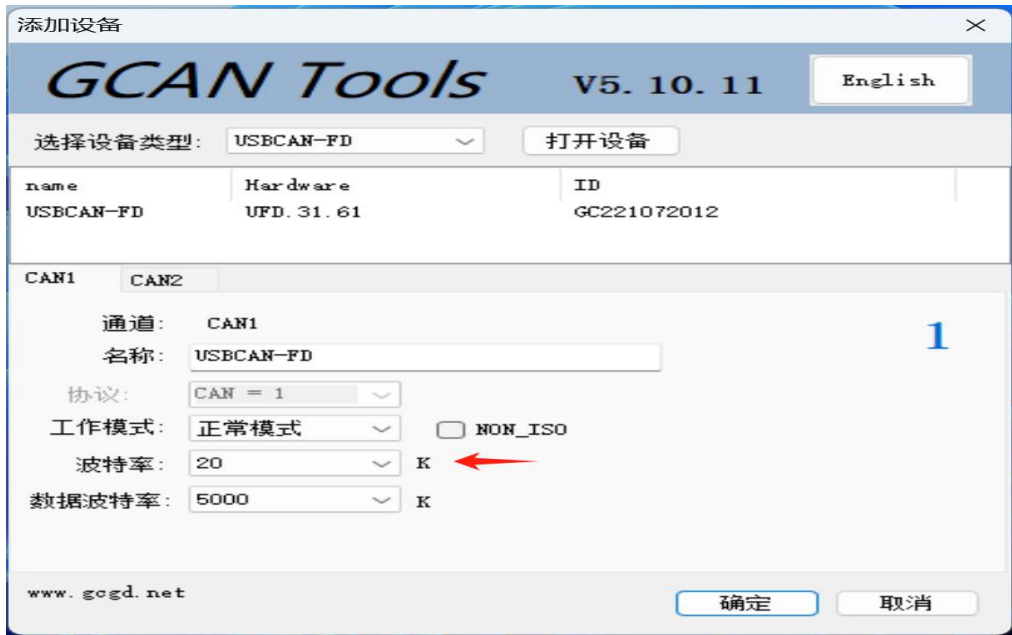 添加设备
GCAN Tools V5.10.11 English
选择设备类型: USBCAN-FD 打开设备
name Hardware ID
USBCAN-FD UFD.31.61 GC221072012
CAN1 CAN2
通道: CAN1
1
名称: USBCAN-FD
协议: CAN = 1
工作模式: 正常模式 NON_ISO
波特率: 20 K
数据波特率: 5000 K
www.gcgd.net 确定 取消